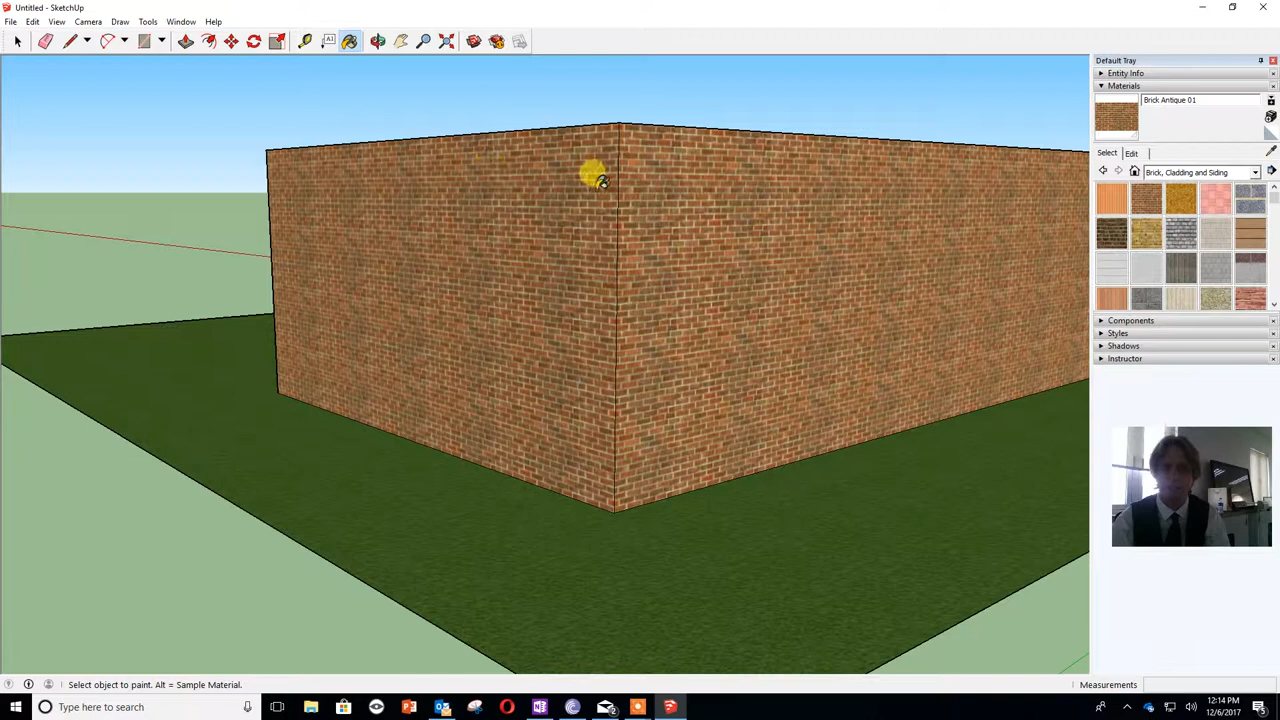 Untitled - SketchUp
File Edit View Camera Draw Tools Window Help
Default Tray
Entity Info
Materials
Brick Antique 01
Select Edit
Brick, Cladding and Siding
Components
Styles
Shadows
Instructor
Select object to paint. Alt = Sample Material.
Measurements
Type here to search
12:14 PM
12/6/2017